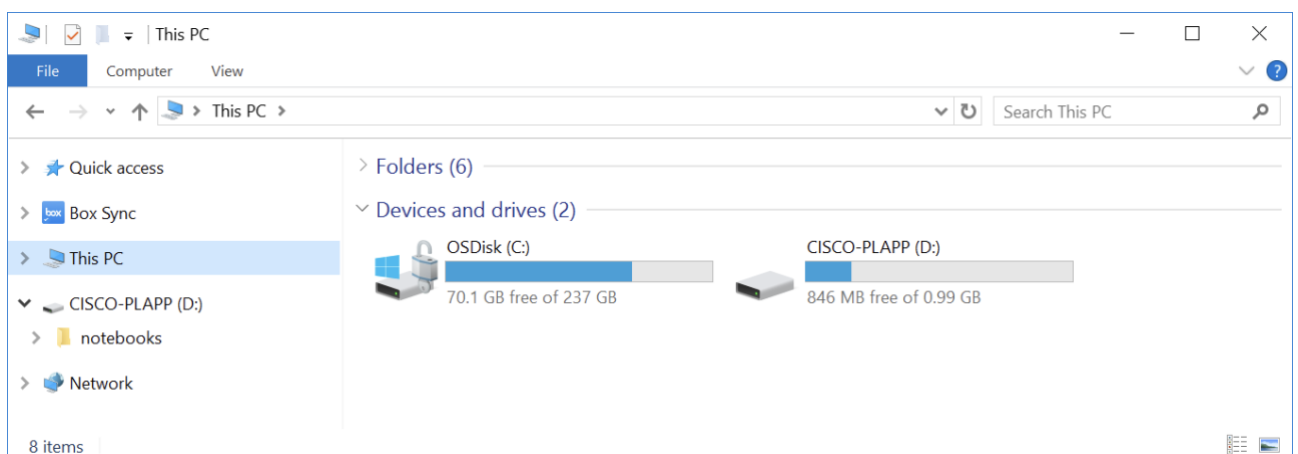 This PC
File Computer View
This PC
Search This PC
Quick access
box Box Sync
This PC
CISCO-PLAPP (D:)
notebooks
Network
Folders (6)
Devices and drives (2)
OSDisk (C:)
70.1 GB free of 237 GB
CISCO-PLAPP (D:)
846 MB free of 0.99 GB
8 items